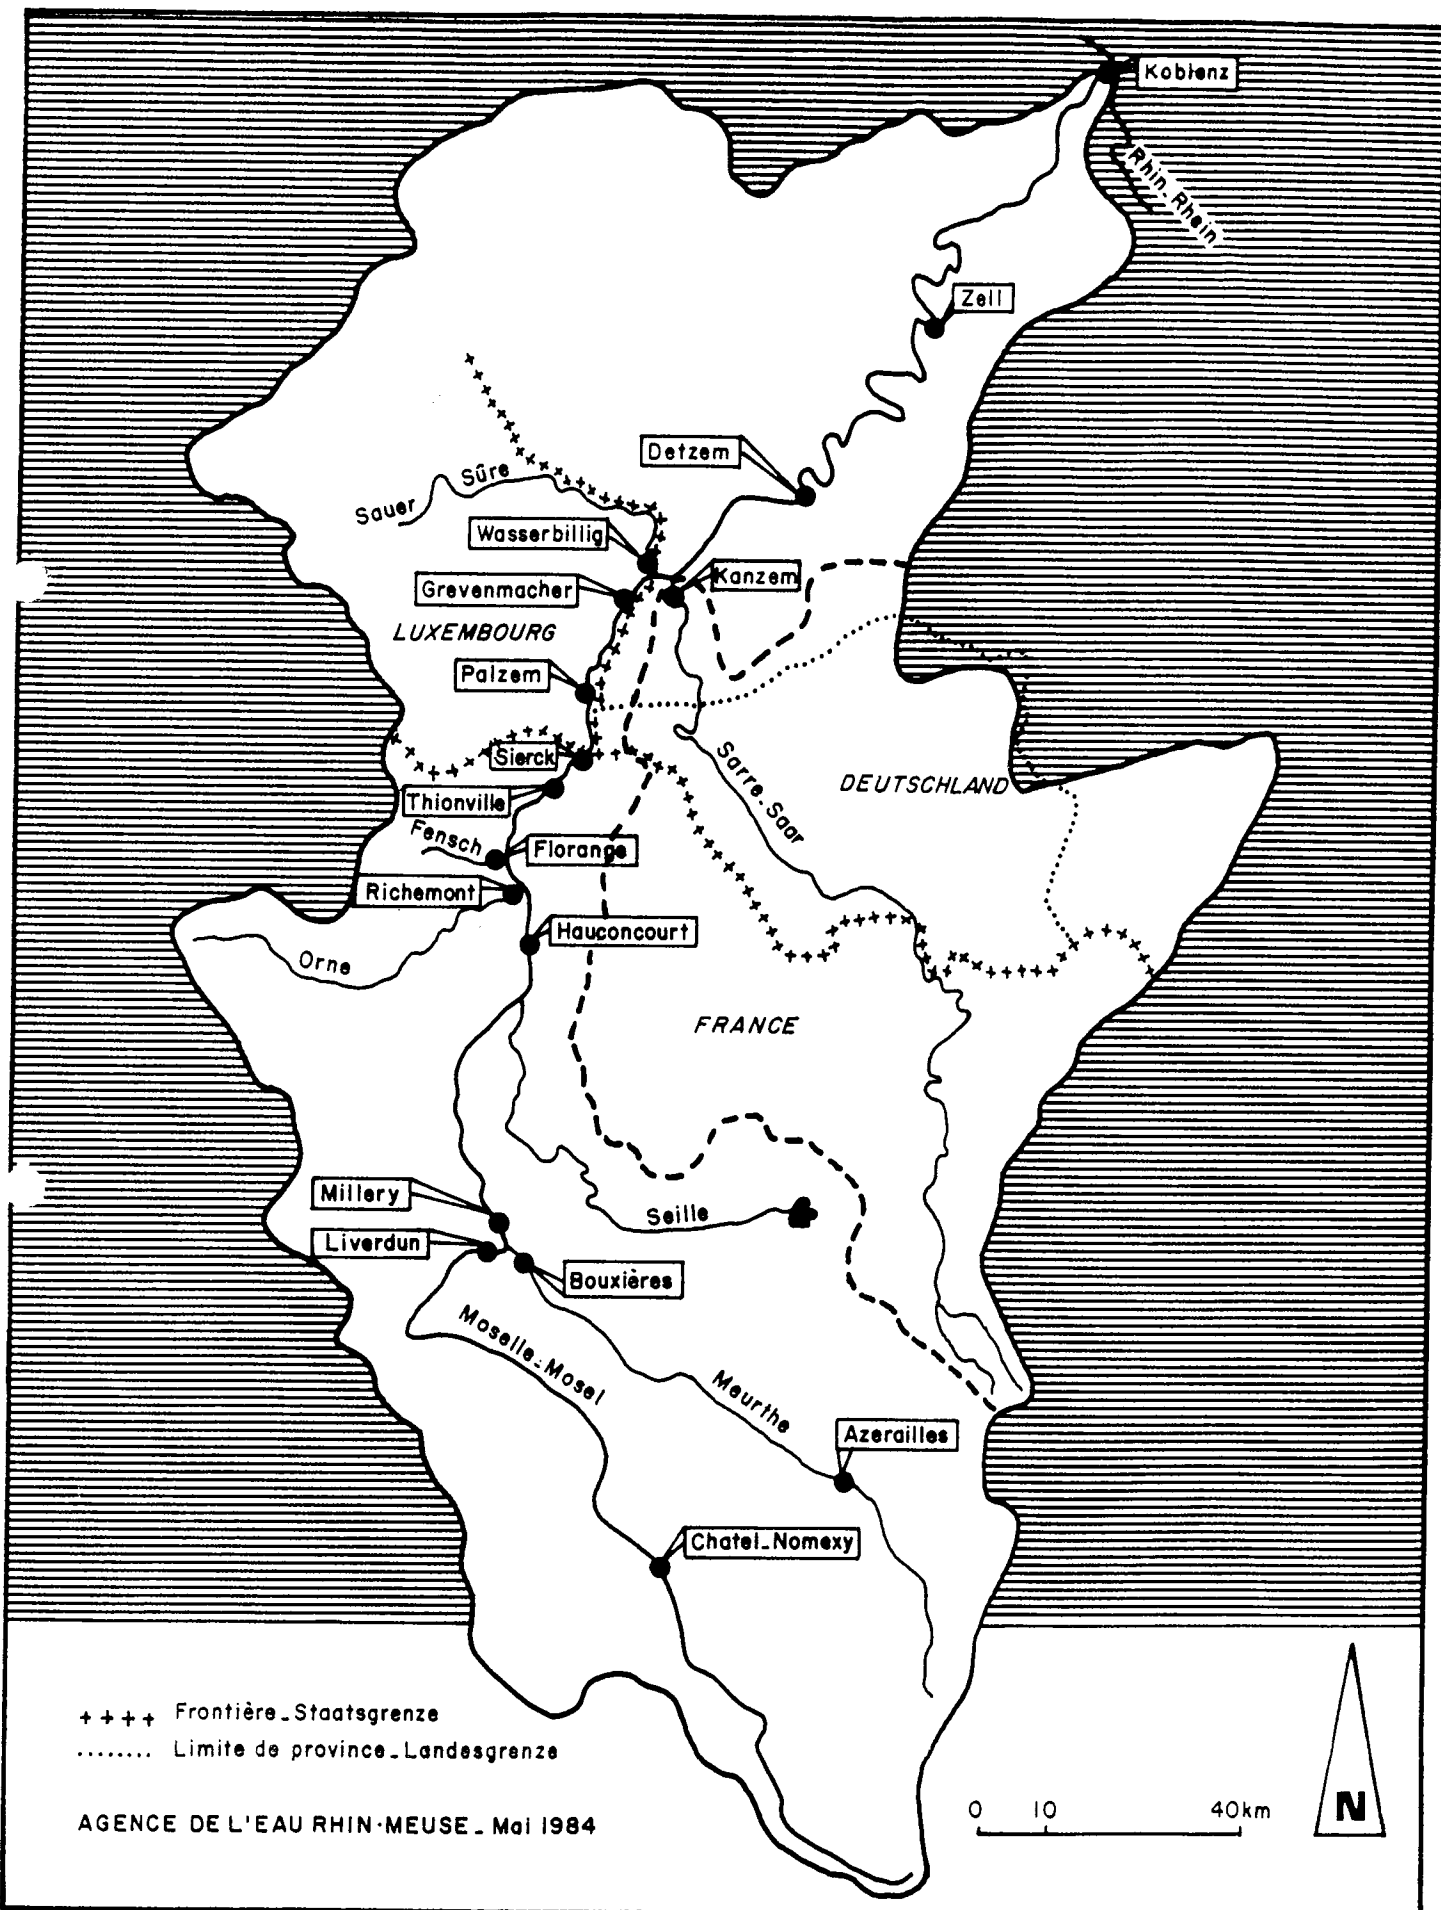 Koblenz
Rhin_Rhein
Zell
Detzem
Sûre
Sauer
Wasserbillig
Kanzem
Grevenmacher
LUXEMBOURG
Palzem
Sierck
Sarre_Saar
DEUTSCHLAND
Thionville
Fensch
Florange
Richemont
Hauconcourt
Orne
FRANCE
Millery
Seille
Liverdun
Bouxières
Moselle_Mosel
Meurthe
Azerailles
Chatel_Nomexy
++++ Frontière_Staatsgrenze
........ Limite de province_Landesgrenze
AGENCE DE L'EAU RHIN-MEUSE_Mai 1984
0 10 40km
N